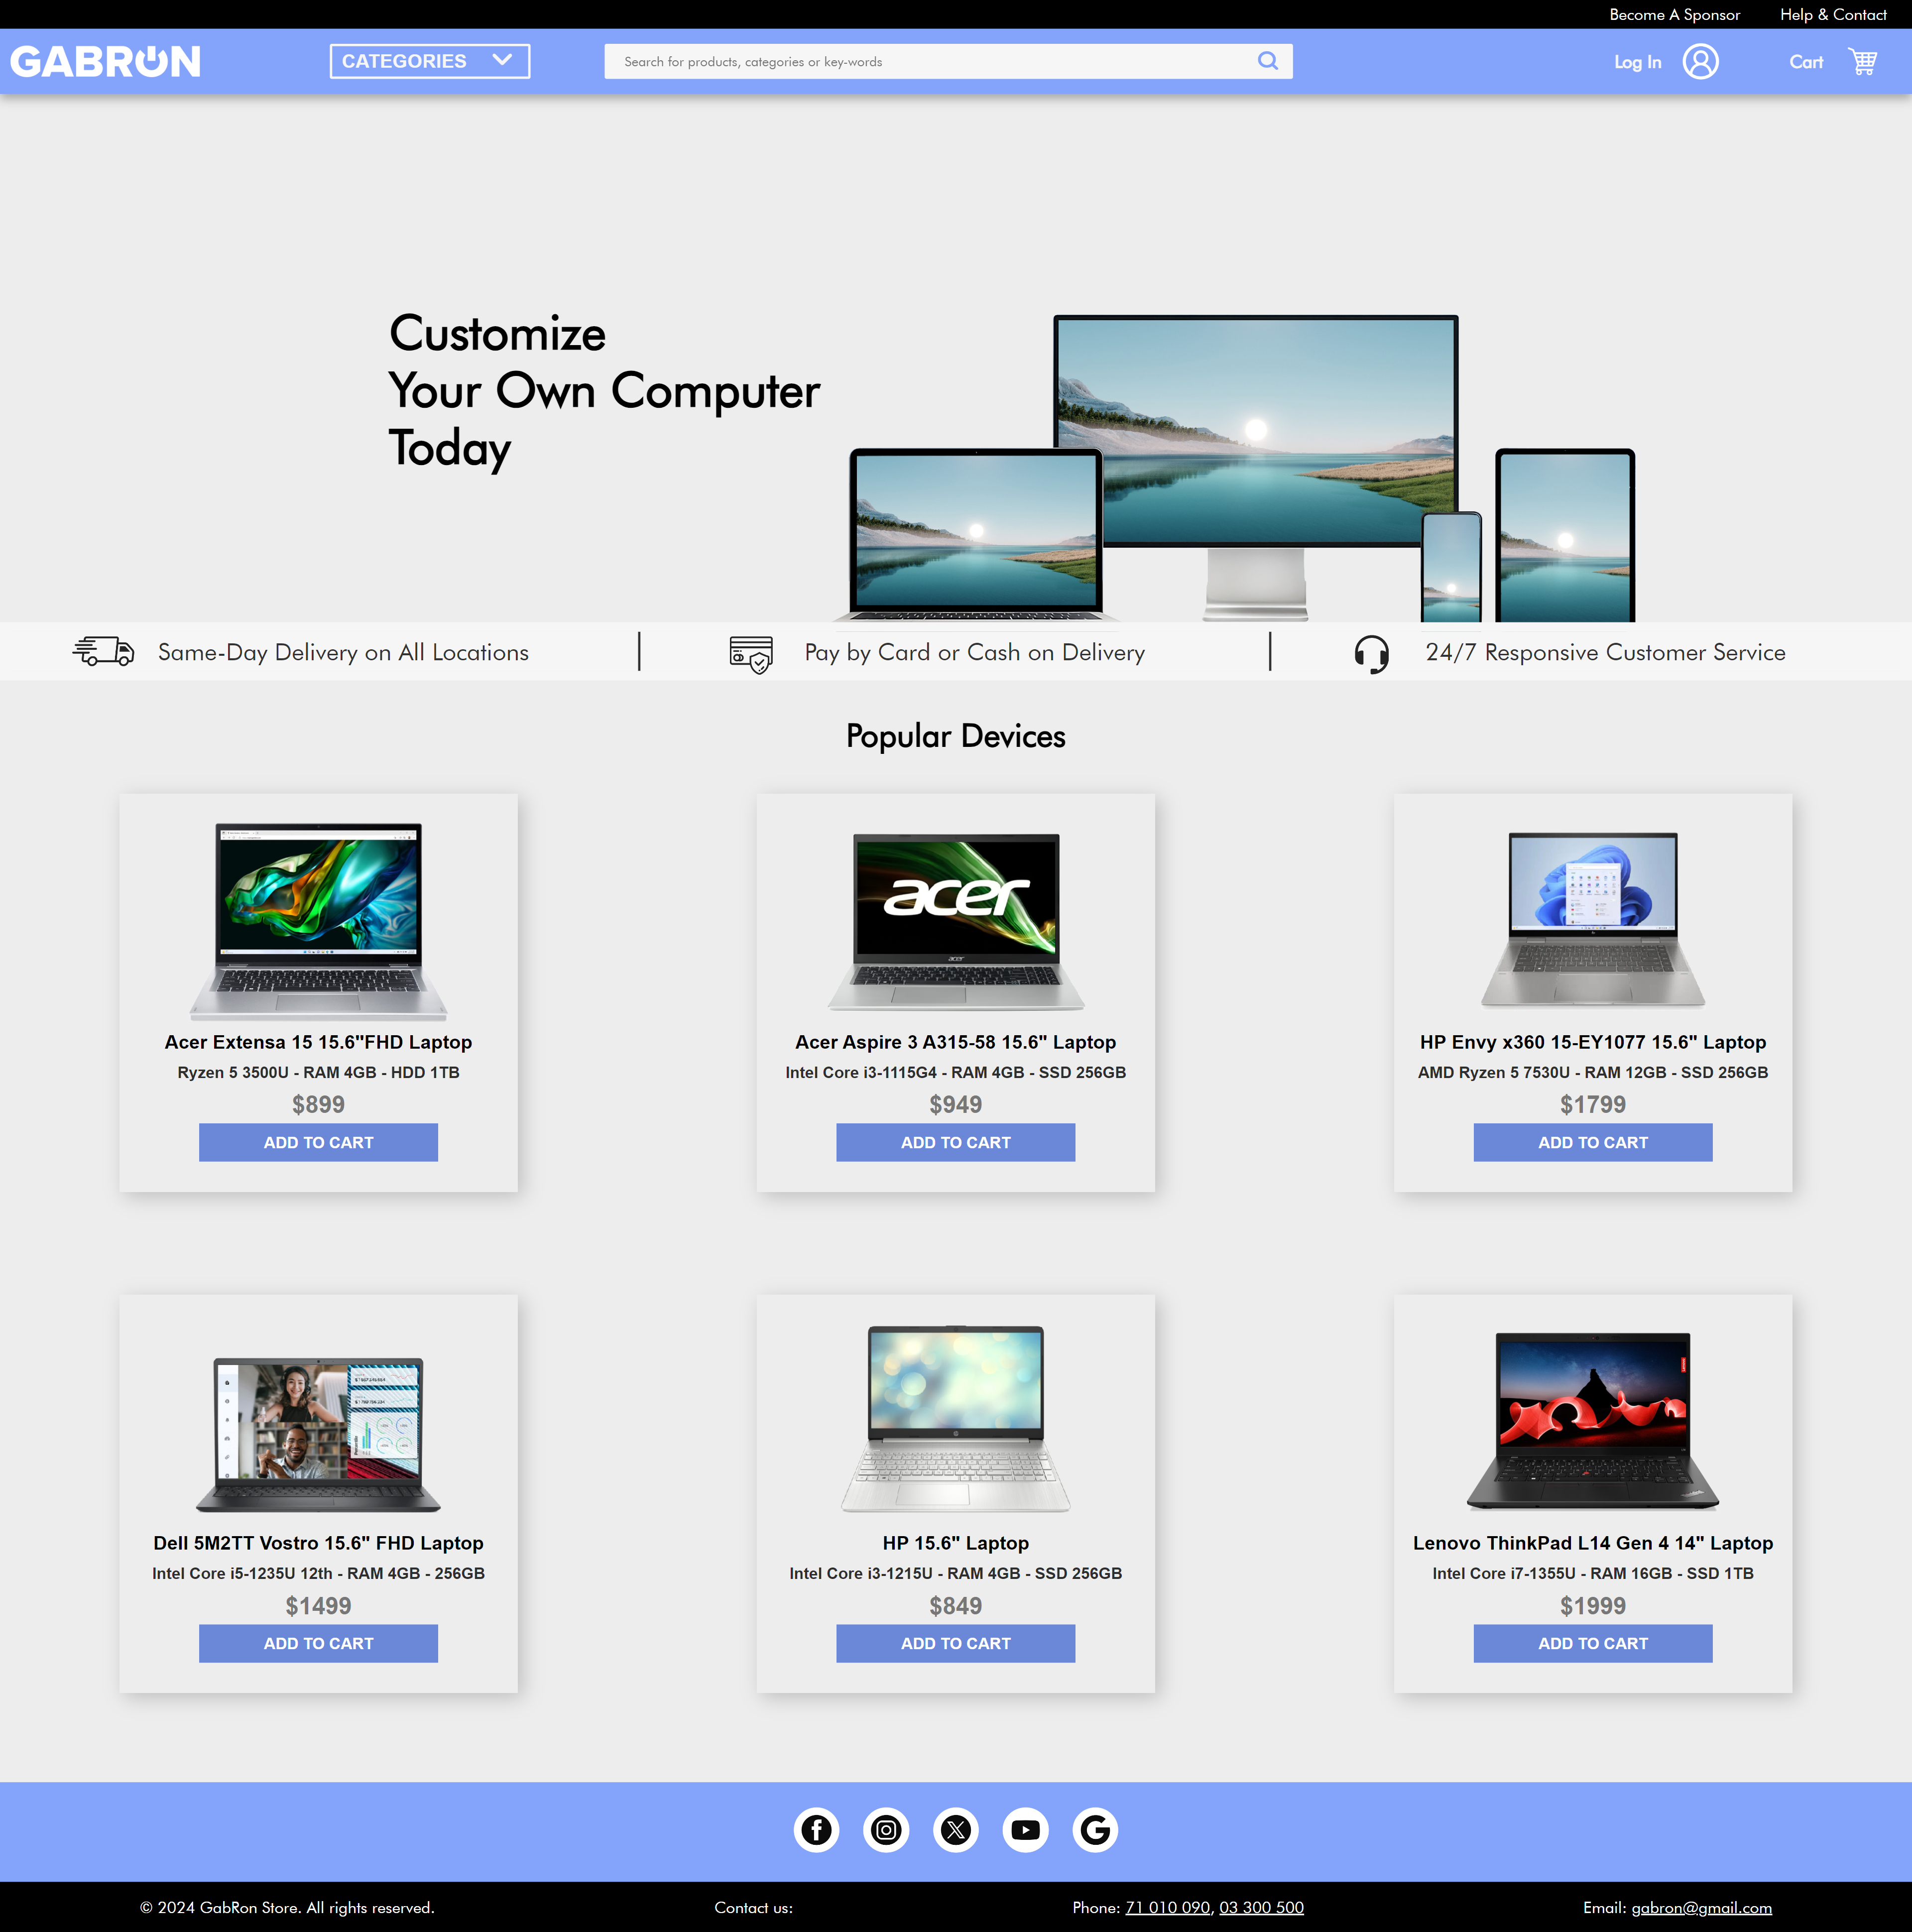 Become A Sponsor Help & Contact
GABRON CATEGORIES Search for products, categories or key-words Log In Cart
Customize
Your Own Computer
Today
Same-Day Delivery on All Locations Pay by Card or Cash on Delivery 24/7 Responsive Customer Service
Popular Devices
acer
acer
Acer Extensa 15 15.6"FHD Laptop
Ryzen 5 3500U - RAM 4GB - HDD 1TB
$899
ADD TO CART
Acer Aspire 3 A315-58 15.6" Laptop
Intel Core i3-1115G4 - RAM 4GB - SSD 256GB
$949
ADD TO CART
HP Envy x360 15-EY1077 15.6" Laptop
AMD Ryzen 5 7530U - RAM 12GB - SSD 256GB
$1799
ADD TO CART
Dell 5M2TT Vostro 15.6" FHD Laptop
Intel Core i5-1235U 12th - RAM 4GB - 256GB
$1499
ADD TO CART
HP 15.6" Laptop
Intel Core i3-1215U - RAM 4GB - SSD 256GB
$849
ADD TO CART
Lenovo ThinkPad L14 Gen 4 14" Laptop
Intel Core i7-1355U - RAM 16GB - SSD 1TB
$1999
ADD TO CART
© 2024 GabRon Store. All rights reserved. Contact us: Phone: 71 010 090, 03 300 500 Email: gabron@gmail.com